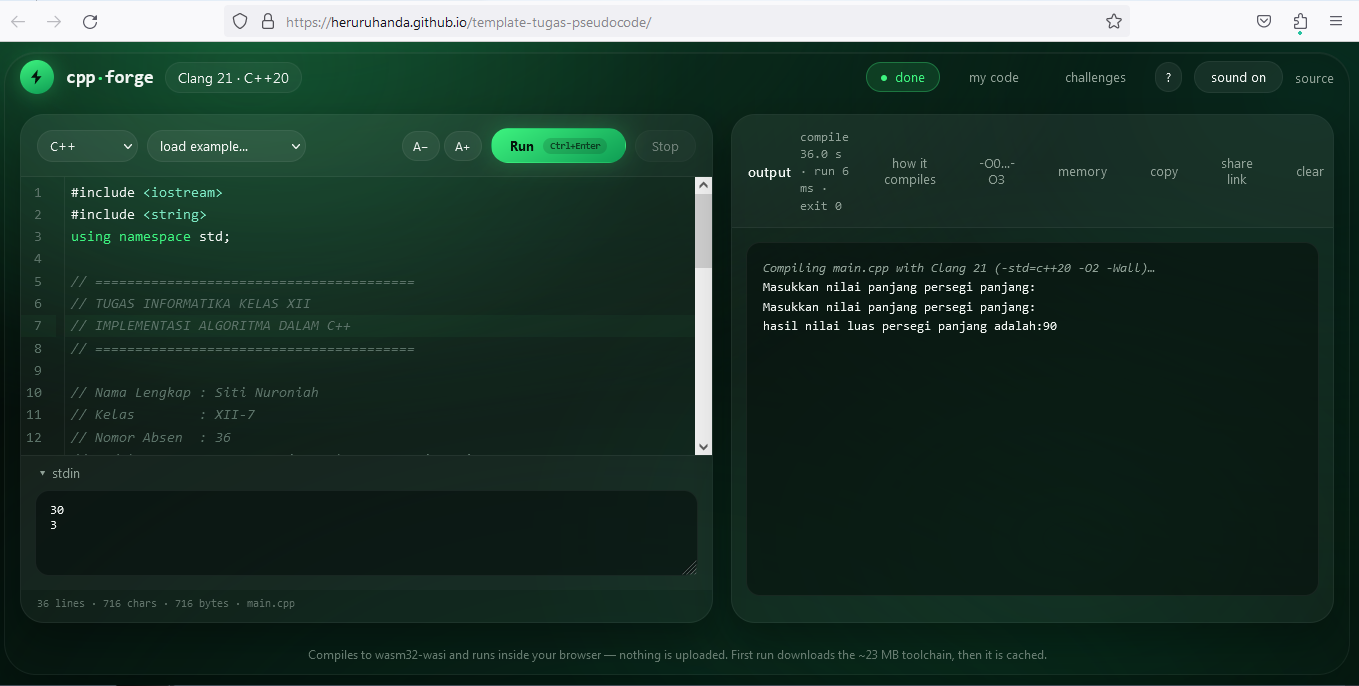 https://heruruhanda.github.io/template-tugas-pseudocode/
cpp·forge
Clang 21 · C++20
done
my code
challenges
?
sound on
source
C++
load example...
A−
A+
Run Ctrl+Enter
Stop
1 #include <iostream>
2 #include <string>
3 using namespace std;
4
5 // ========================================
6 // TUGAS INFORMATIKA KELAS XII
7 // IMPLEMENTASI ALGORITMA DALAM C++
8 // ========================================
9
10 // Nama Lengkap : Siti Nuroniah
11 // Kelas        : XII-7
12 // Nomor Absen  : 36
stdin
30
3
36 lines · 716 chars · 716 bytes · main.cpp
output
compile
36.0 s
· run 6
ms ·
exit 0
how it
compiles
-O0…-
O3
memory
copy
share
link
clear
Compiling main.cpp with Clang 21 (-std=c++20 -O2 -Wall)…
Masukkan nilai panjang persegi panjang:
Masukkan nilai panjang persegi panjang:
hasil nilai luas persegi panjang adalah:90
Compiles to wasm32-wasi and runs inside your browser — nothing is uploaded. First run downloads the ~23 MB toolchain, then it is cached.